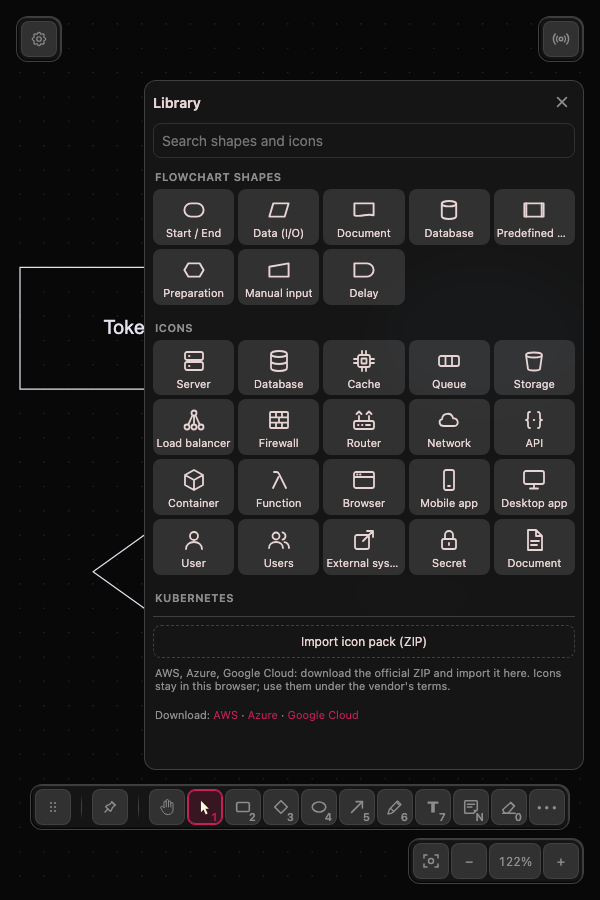 Library
Search shapes and icons
FLOWCHART SHAPES
Start / End
Data (I/O)
Document
Database
Predefined ...
Preparation
Manual input
Delay
Toke
ICONS
Server
Database
Cache
Queue
Storage
Load balancer
Firewall
Router
Network
API
Container
Function
Browser
Mobile app
Desktop app
User
Users
External sys...
Secret
Document
KUBERNETES
Import icon pack (ZIP)
AWS, Azure, Google Cloud: download the official ZIP and import it here. Icons
stay in this browser; use them under the vendor's terms.
Download: AWS · Azure · Google Cloud
1
2
3
4
5
6
T 7
N
0
122%